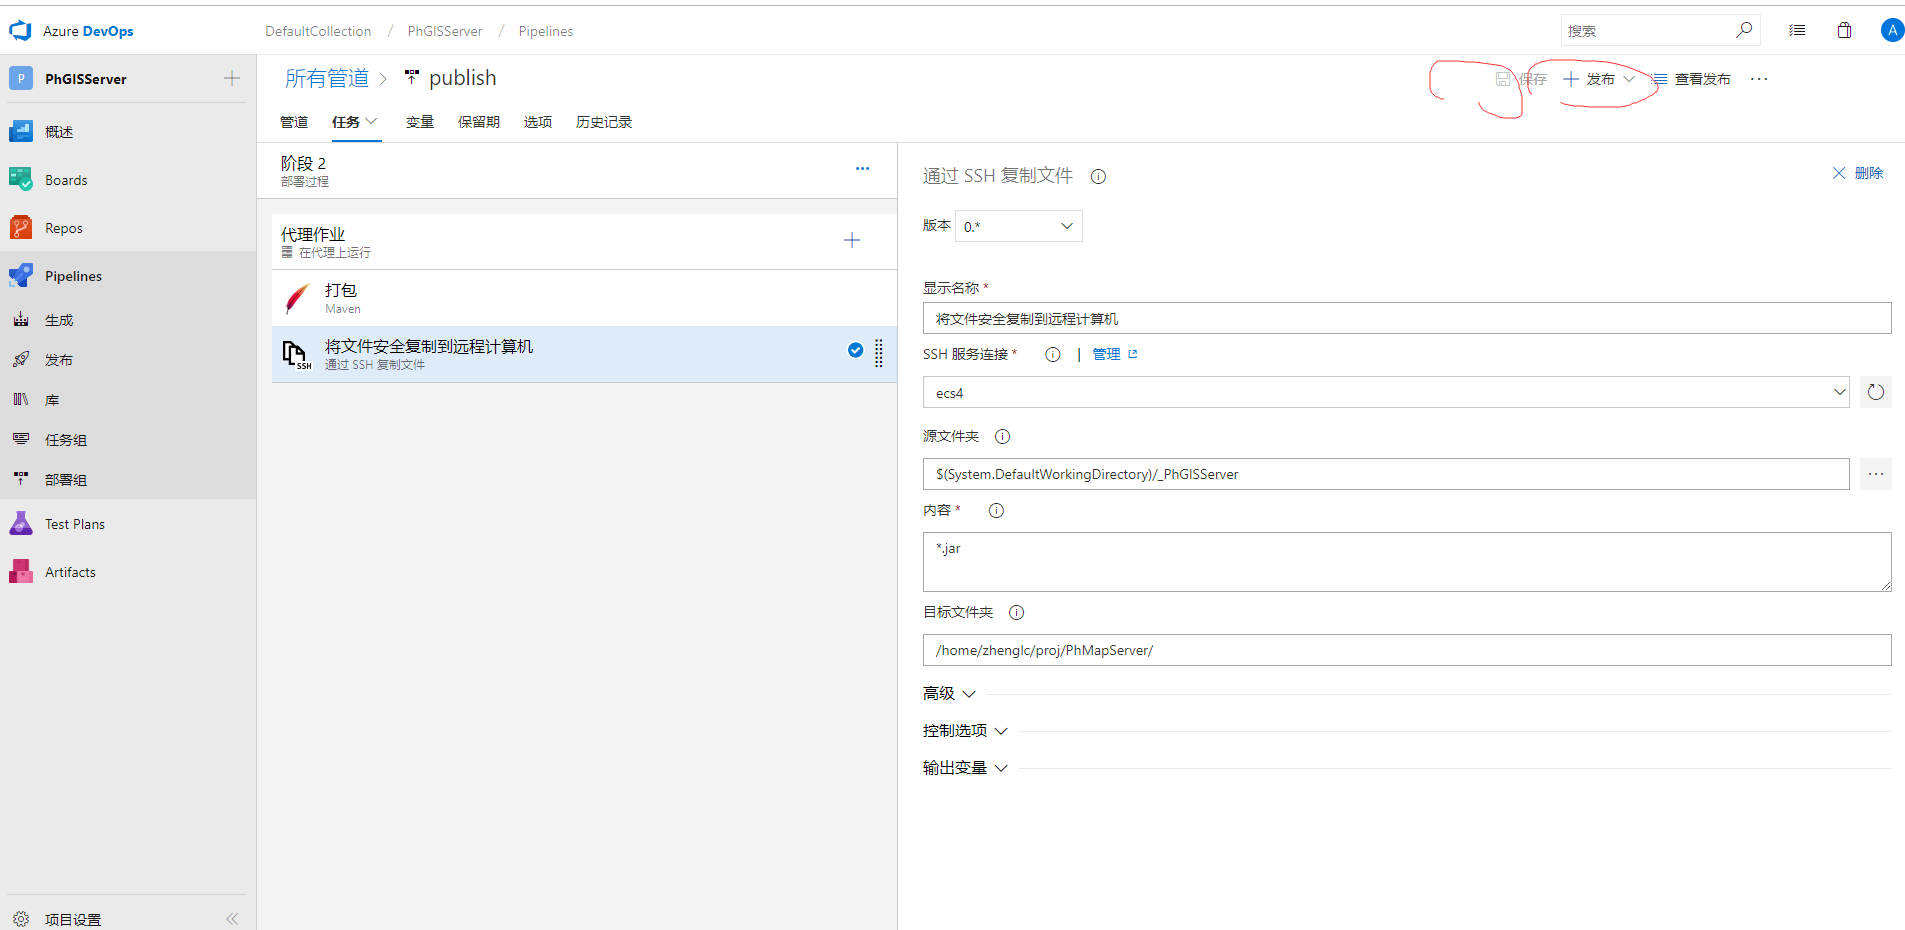 Azure DevOps
DefaultCollection / PhGISServer / Pipelines
搜索
A
P PhGISServer
概述
Boards
Repos
Pipelines
生成
发布
库
任务组
部署组
Test Plans
Artifacts
项目设置
所有管道 > publish
保存
发布
查看发布
管道 任务 变量 保留期 选项 历史记录
阶段 2
部署过程
代理作业
在代理上运行
打包
Maven
将文件安全复制到远程计算机
通过 SSH 复制文件
SSH
通过 SSH 复制文件
删除
版本 0.*
显示名称 *
将文件安全复制到远程计算机
SSH 服务连接 * | 管理
ecs4
源文件夹
$(System.DefaultWorkingDirectory)/_PhGISServer
内容 *
*.jar
目标文件夹
/home/zhenglc/proj/PhMapServer/
高级
控制选项
输出变量